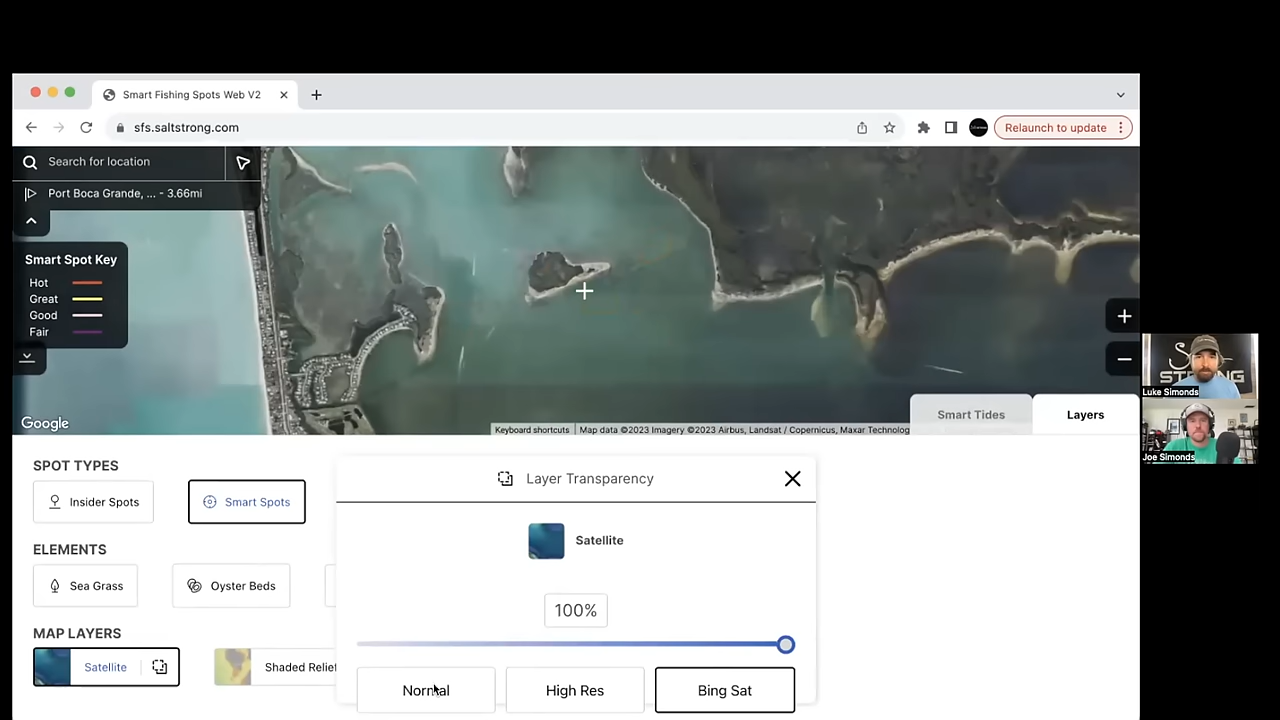 Smart Fishing Spots Web V2
sfs.saltstrong.com
Relaunch to update
Search for location
Port Boca Grande, ... - 3.66mi
Smart Spot Key
Hot
Great
Good
Fair
Google
Keyboard shortcuts
Map data ©2023 Imagery ©2023 Airbus, Landsat / Copernicus, Maxar Technolog
Smart Tides
Layers
STRONG
Luke Simonds
Joe Simonds
SPOT TYPES
Insider Spots
Smart Spots
ELEMENTS
Sea Grass
Oyster Beds
MAP LAYERS
Satellite
Shaded Relief
Layer Transparency
Satellite
100%
Normal
High Res
Bing Sat